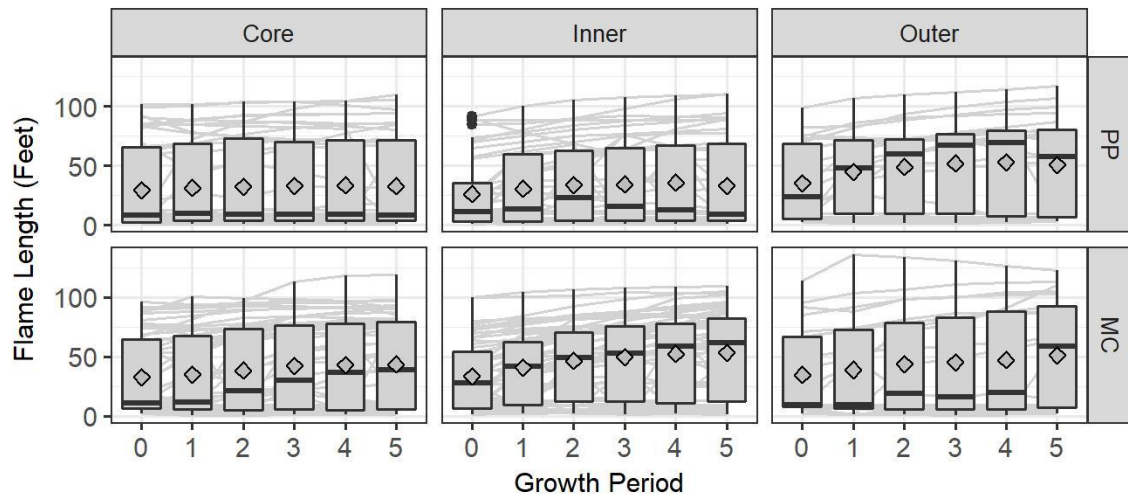 Core Inner Outer
100
50
0
PP
100
50
0
MC
Flame Length (Feet)
0 1 2 3 4 5 0 1 2 3 4 5 0 1 2 3 4 5
Growth Period